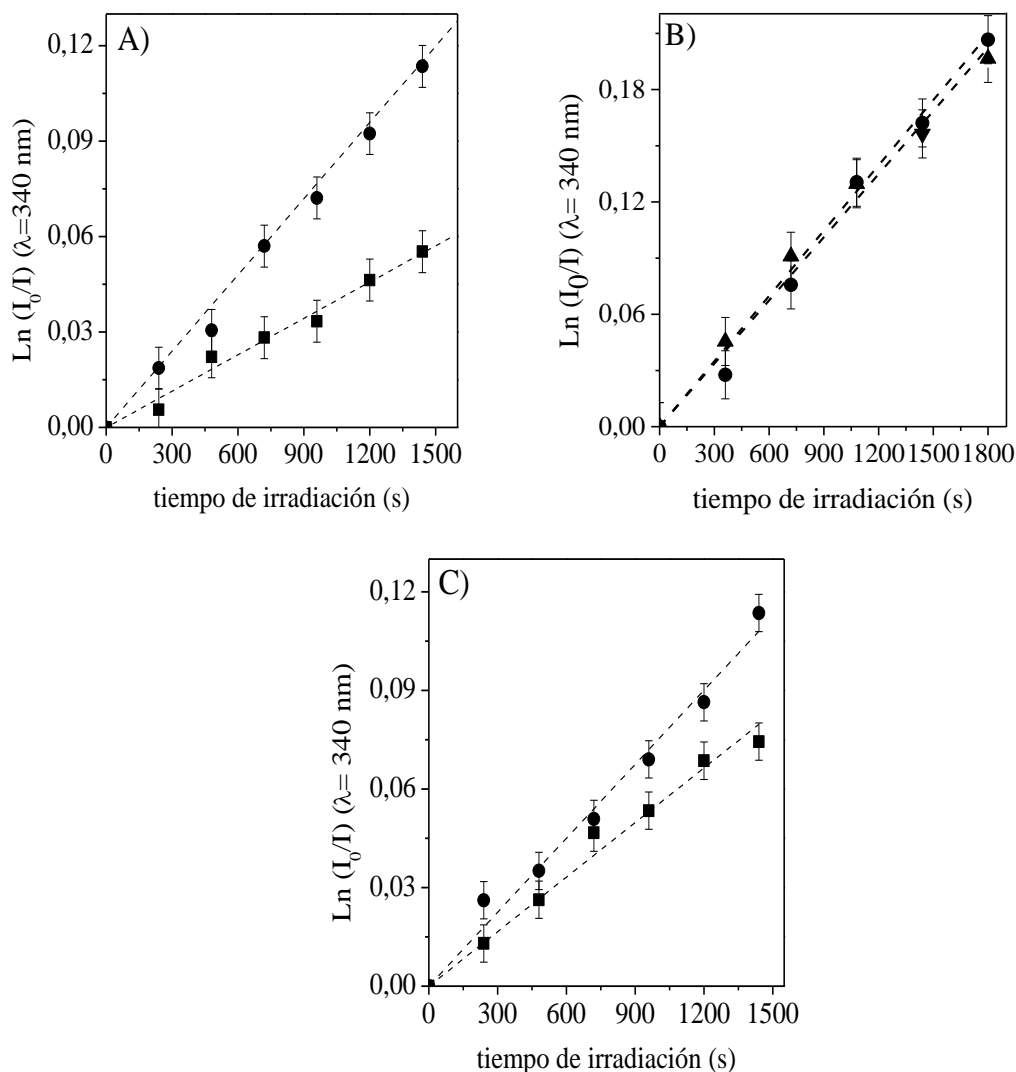 A)
Ln (I0/I) (λ=340 nm)
0,12
0,09
0,06
0,03
0,00
0 300 600 900 1200 1500
tiempo de irradiación (s)
B)
Ln (I0/I) (λ= 340 nm)
0,18
0,12
0,06
0,00
0 300 600 900 1200 1500 1800
tiempo de irradiación (s)
C)
Ln (I0/I) (λ= 340 nm)
0,12
0,09
0,06
0,03
0,00
0 300 600 900 1200 1500
tiempo de irradiación (s)